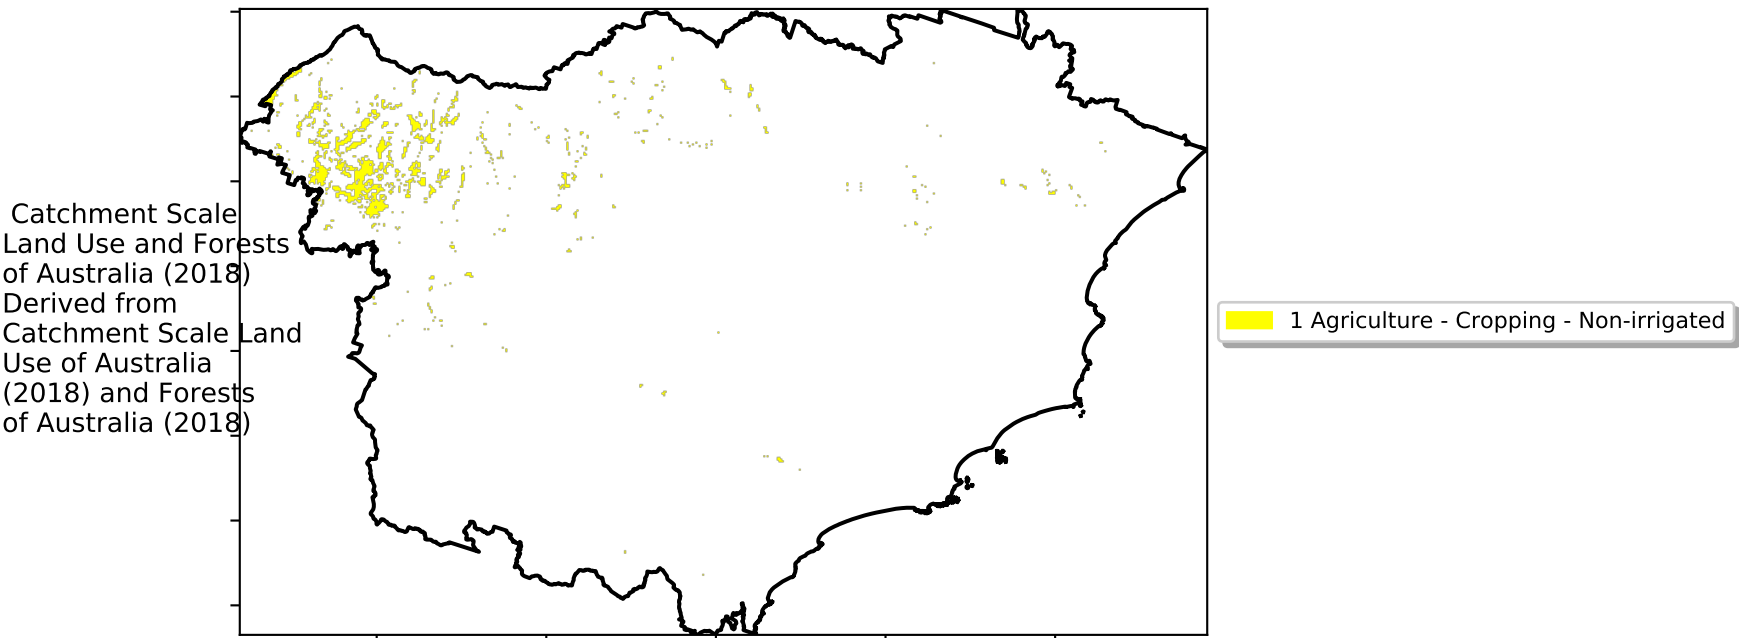 Catchment Scale
Land Use and Forests
of Australia (2018)
Derived from
Catchment Scale Land
Use of Australia
(2018) and Forests
of Australia (2018)
1 Agriculture - Cropping - Non-irrigated